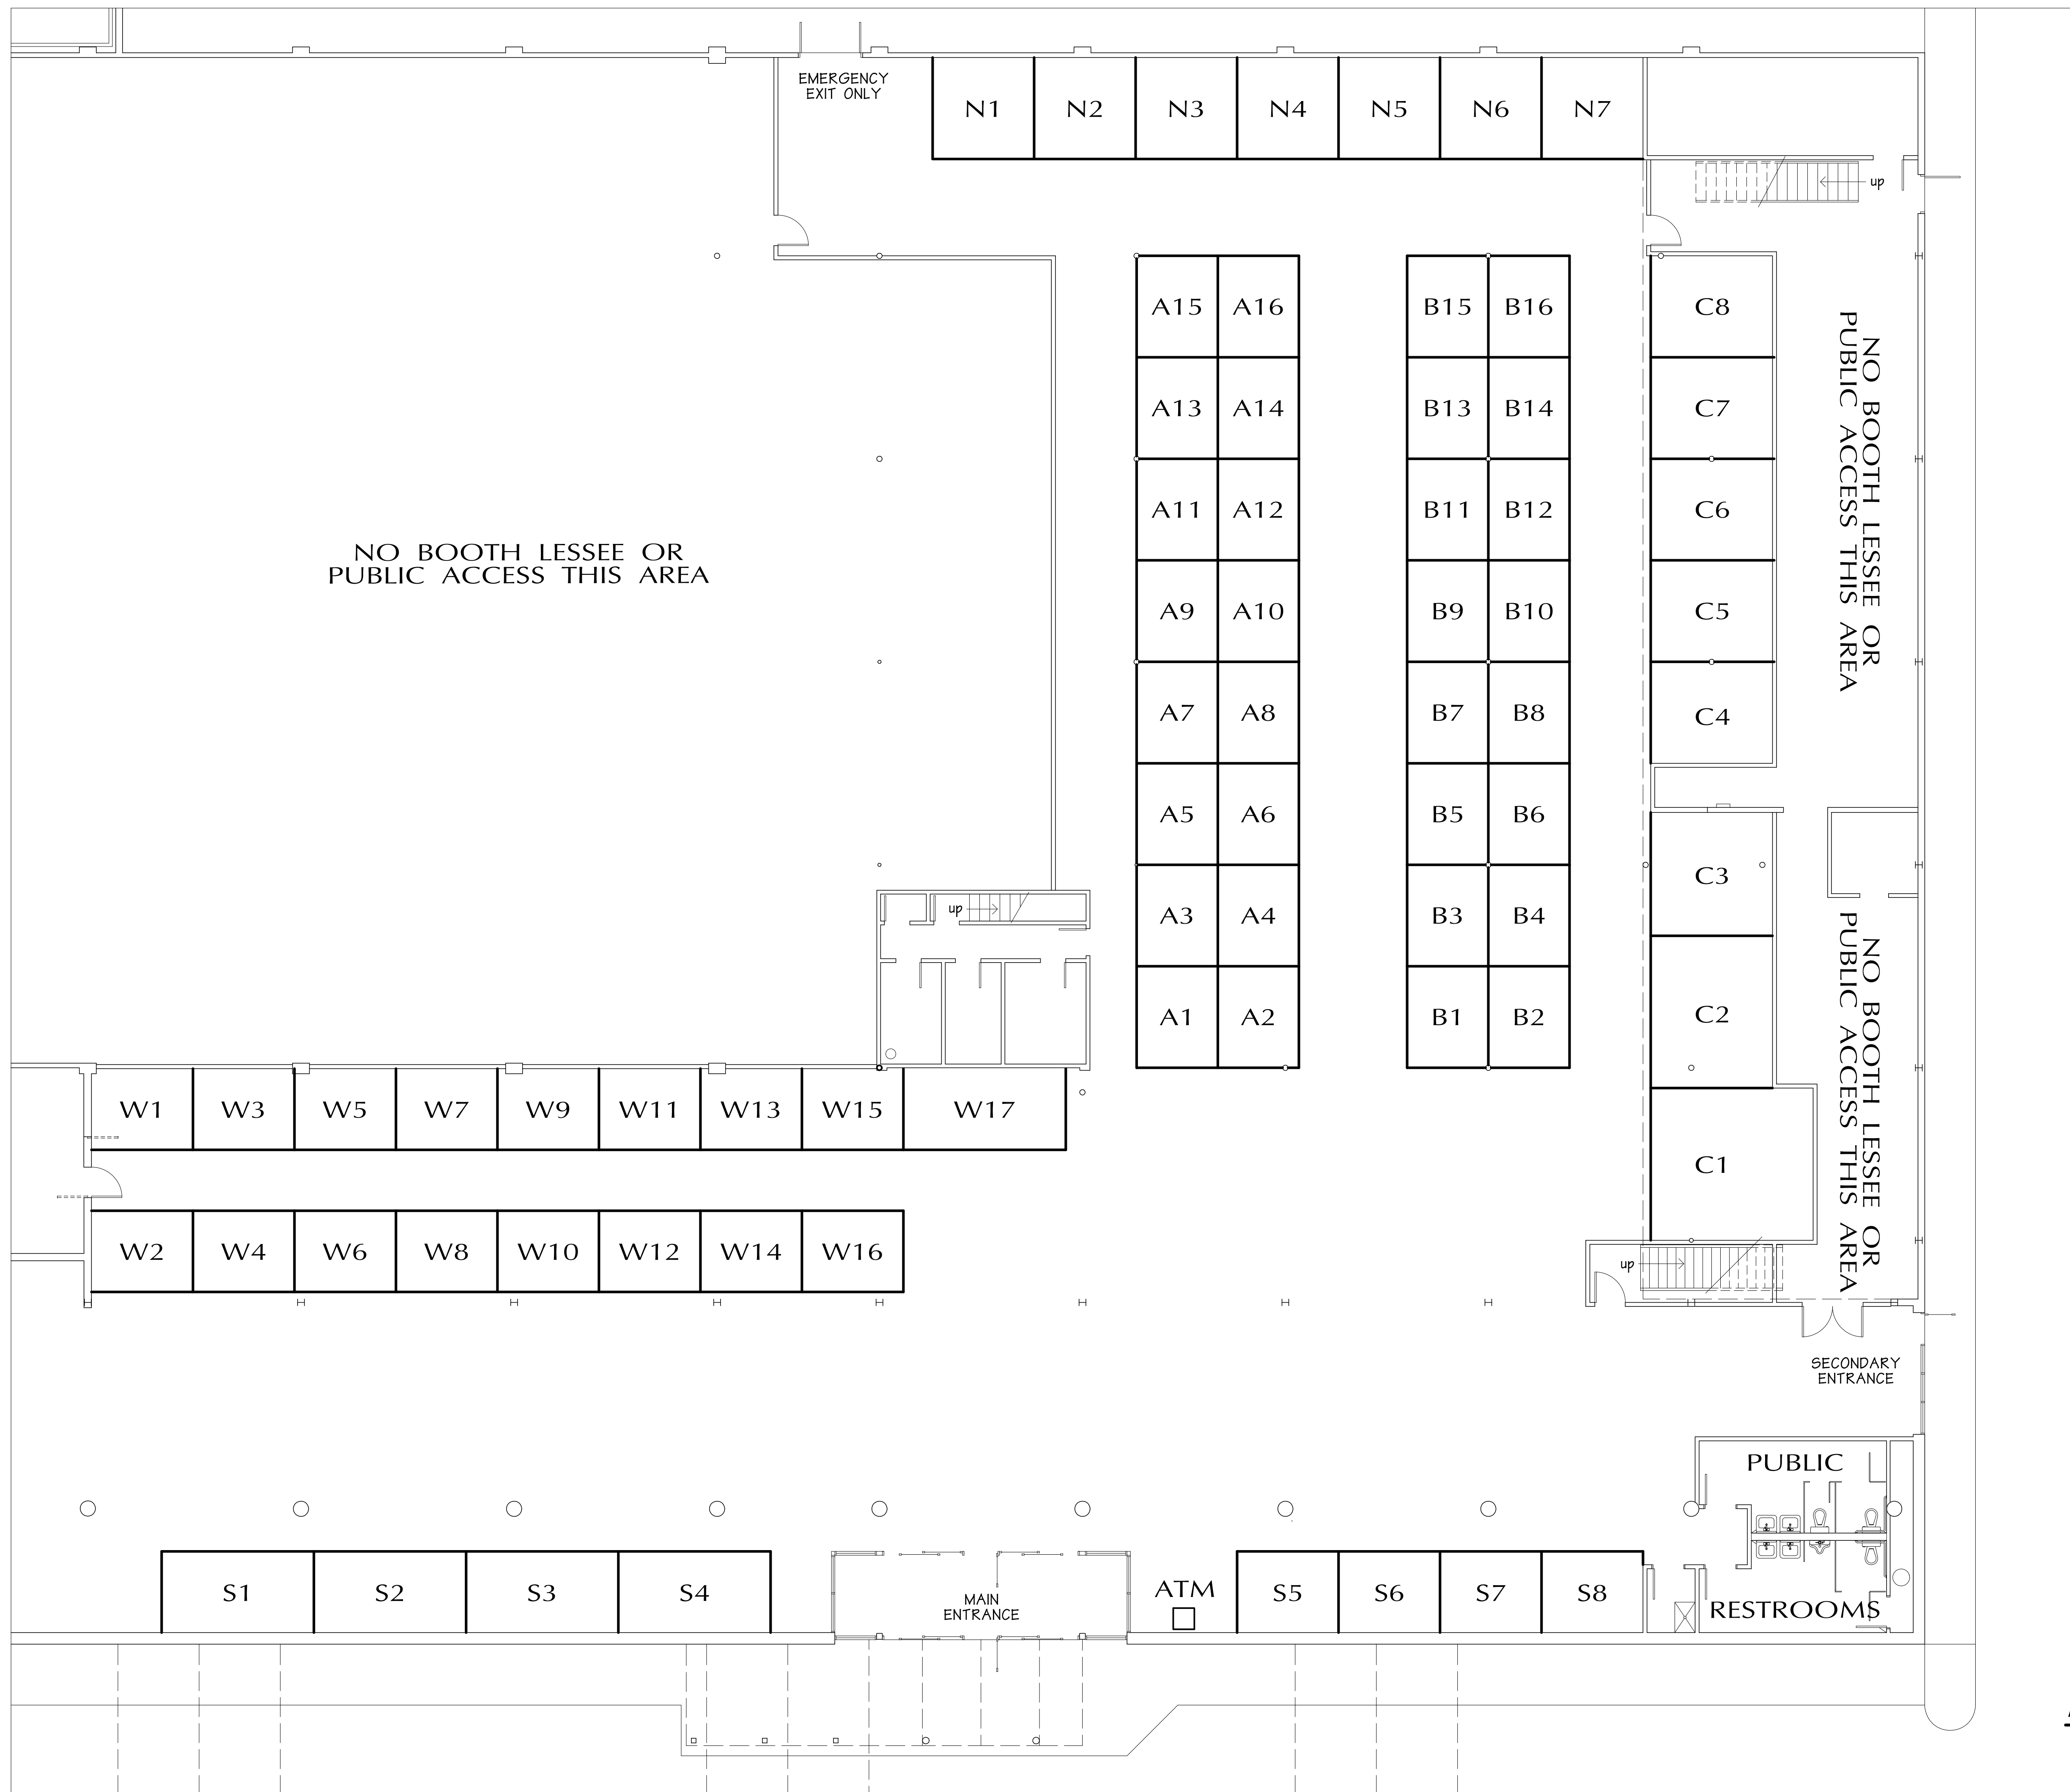 EMERGENCY
EXIT ONLY
N1 N2 N3 N4 N5 N6 N7
up
A15 A16 B15 B16 C8
A13 A14 B13 B14 C7
A11 A12 B11 B12 C6
NO BOOTH LESSEE OR
PUBLIC ACCESS THIS AREA
NO BOOTH LESSEE OR
PUBLIC ACCESS THIS AREA
A9 A10 B9 B10 C5
A7 A8 B7 B8 C4
A5 A6 B5 B6
C3
up
A3 A4 B3 B4
A1 A2 B1 B2 C2
NO BOOTH LESSEE OR
PUBLIC ACCESS THIS AREA
W1 W3 W5 W7 W9 W11 W13 W15 W17
C1
W2 W4 W6 W8 W10 W12 W14 W16
up
SECONDARY
ENTRANCE
PUBLIC
RESTROOMS
S1 S2 S3 S4
MAIN
ENTRANCE
ATM
S5 S6 S7 S8